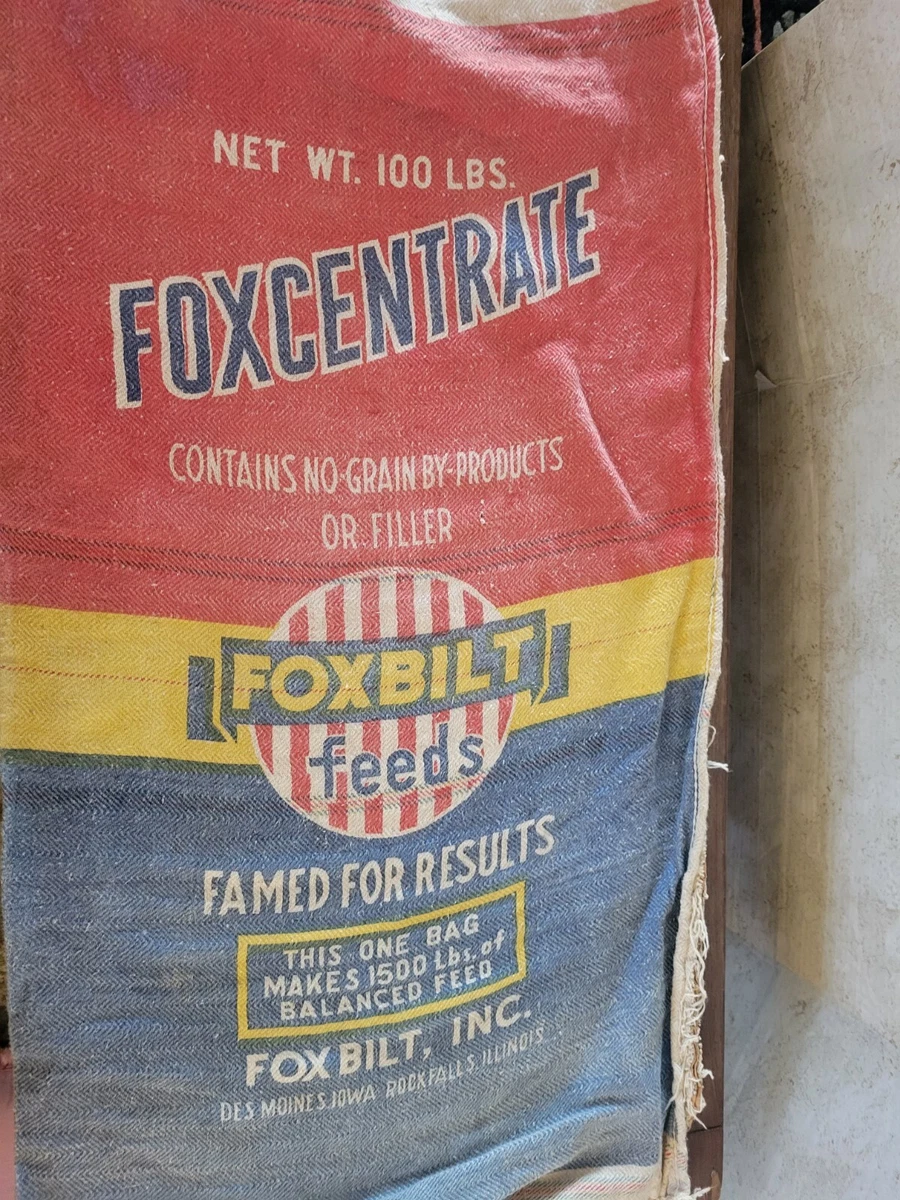 NET WT. 100 LBS.
FOXCENTRATE
CONTAINS NO GRAIN BY-PRODUCTS
OR FILLER
FOXBILT
feeds
FAMED FOR RESULTS
THIS ONE BAG
MAKES 1500 Lbs. of
BALANCED FEED
FOXBILT, INC.
DES MOINES, IOWA ROCK FALLS, ILLINOIS